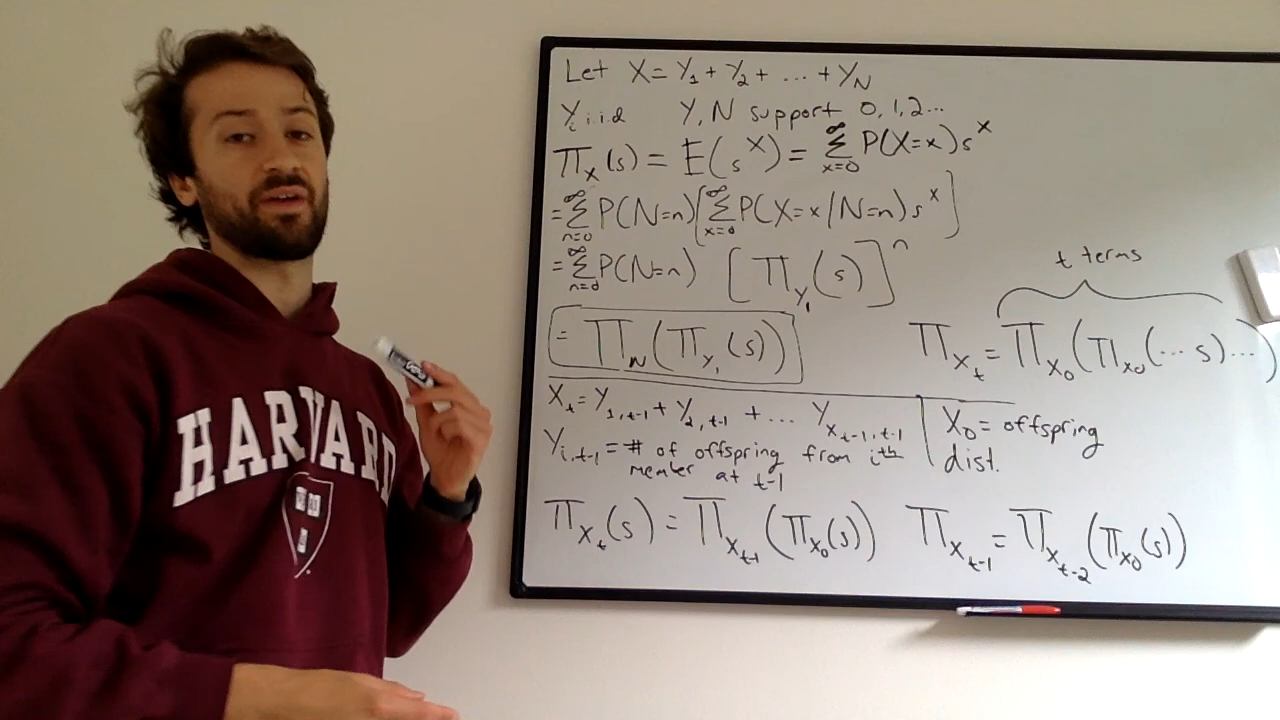 HARVARD
Let X = Y₁ + Y₂ + ... + Y_N
Y_i i.i.d Y, N support 0, 1, 2...
Π_X(s) = E(s^X) = Σ_{x=0}^∞ P(X=x)s^x
= Σ_{n=0}^∞ P(N=n)[Σ_{x=0}^∞ P(X=x/N=n)s^x]
= Σ_{n=0}^∞ P(N=n) [Π_{Y₁}(s)]^n
= Π_N(Π_{Y₁}(s))
t terms
Π_{X_t} = Π_{X_0}(Π_{X_0}(... s)...)
X_t = Y_{1,t-1} + Y_{2,t-1} + ... Y_{X_{t-1},t-1}
Y_{i,t-1} = # of offspring from ith
member at t-1
X_0 = offspring
dist.
Π_{X_t}(s) = Π_{X_{t-1}}(Π_{X_0}(s))
Π_{X_{t-1}} = Π_{X_{t-2}}(Π_{X_0}(s))